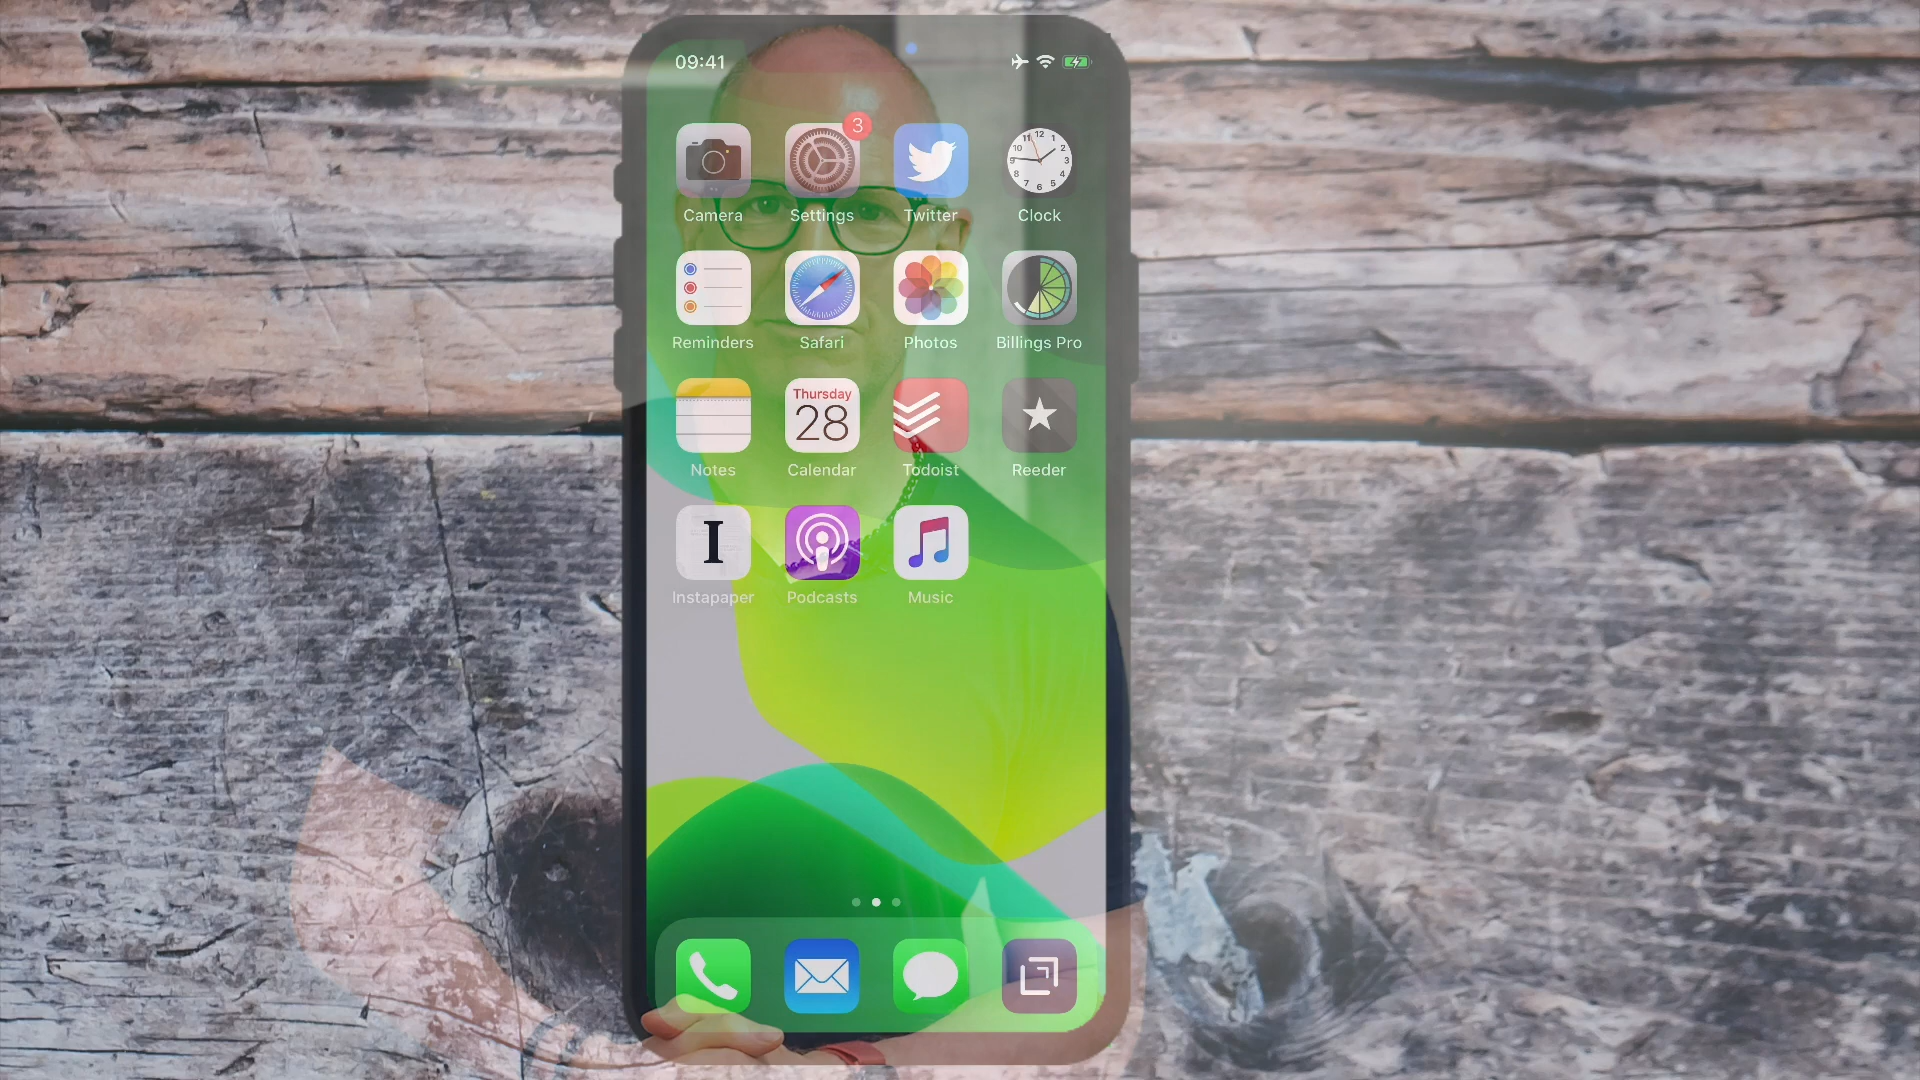 09:41
3
Camera Settings Twitter Clock
Reminders Safari Photos Billings Pro
Thursday
28
Notes Calendar Todoist Reeder
I
Instapaper Podcasts Music